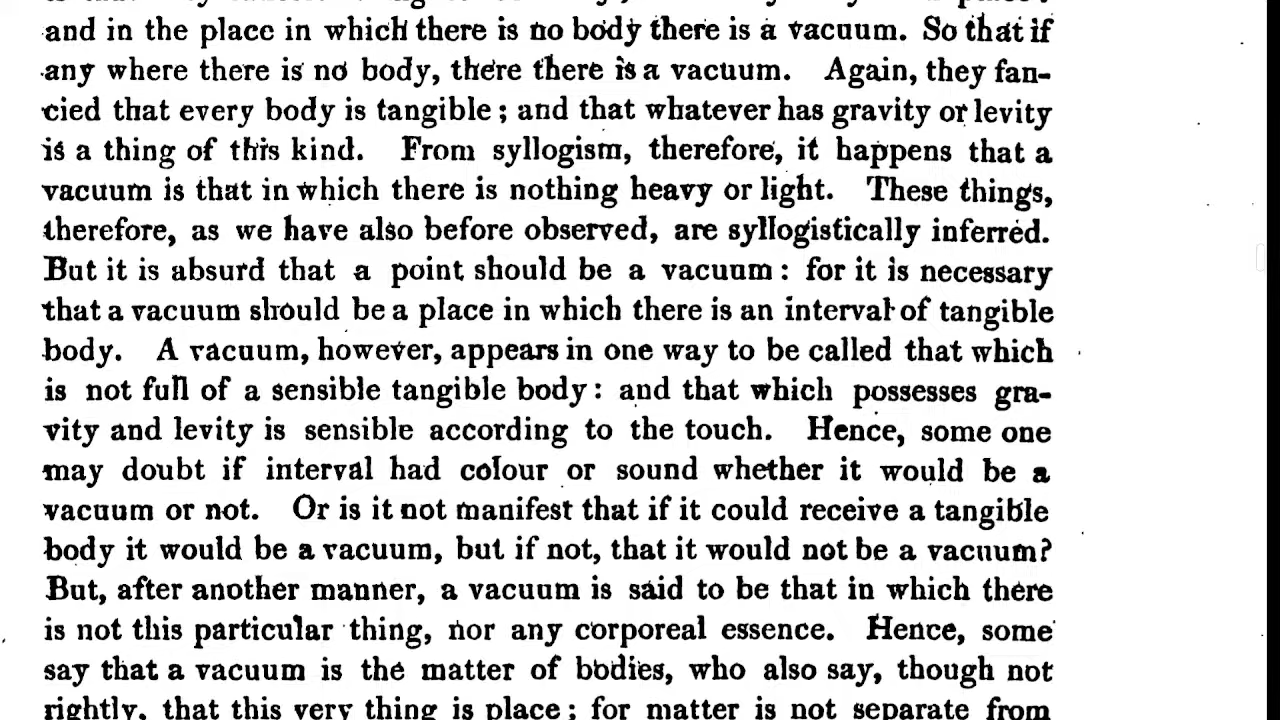 and in the place in which there is no body there is a vacuum. So that if
any where there is no body, there there is a vacuum. Again, they fan-
cied that every body is tangible; and that whatever has gravity or levity
is a thing of this kind. From syllogism, therefore, it happens that a
vacuum is that in which there is nothing heavy or light. These things,
therefore, as we have also before observed, are syllogistically inferred.
But it is absurd that a point should be a vacuum: for it is necessary
that a vacuum should be a place in which there is an interval of tangible
body. A vacuum, however, appears in one way to be called that which
is not full of a sensible tangible body: and that which possesses gra-
vity and levity is sensible according to the touch. Hence, some one
may doubt if interval had colour or sound whether it would be a
vacuum or not. Or is it not manifest that if it could receive a tangible
body it would be a vacuum, but if not, that it would not be a vacuum?
But, after another manner, a vacuum is said to be that in which there
is not this particular thing, nor any corporeal essence. Hence, some
say that a vacuum is the matter of bodies, who also say, though not
rightly, that this very thing is place; for matter is not separate from